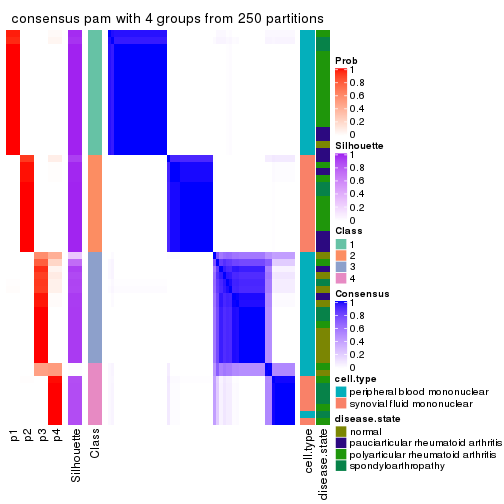 consensus pam with 4 groups from 250 partitions
Prob
1
0.8
0.6
0.4
0.2
0
Silhouette
1
0.8
0.6
0.4
0.2
0
Class
1
2
3
4
Consensus
1
0.8
0.6
0.4
0.2
0
cell.type
peripheral blood mononuclear
synovial fluid mononuclear
disease.state
normal
pauciarticular rheumatoid arthritis
polyarticular rheumatoid arthritis
spondyloarthropathy
p1
p2
p3
p4
Silhouette
Class
cell.type
disease.state